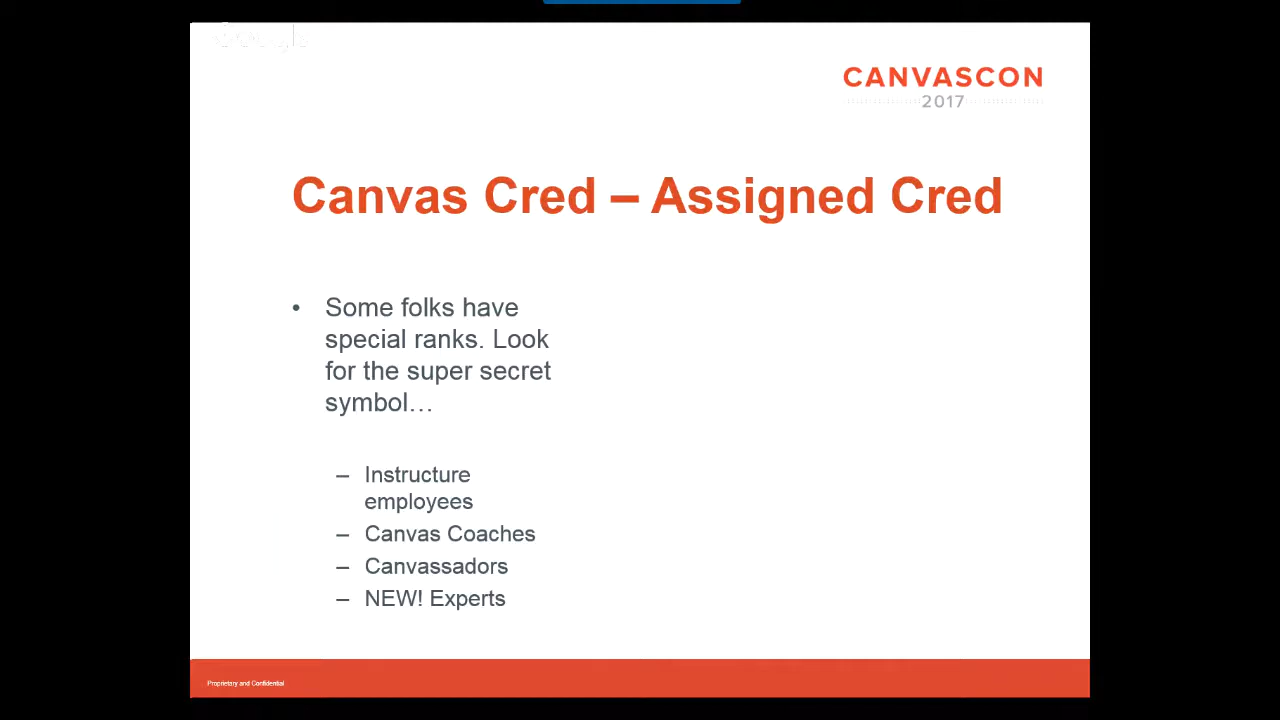 CANVASCON
2017
Canvas Cred – Assigned Cred
• Some folks have
special ranks. Look
for the super secret
symbol…
– Instructure
employees
– Canvas Coaches
– Canvassadors
– NEW! Experts
Proprietary and Confidential